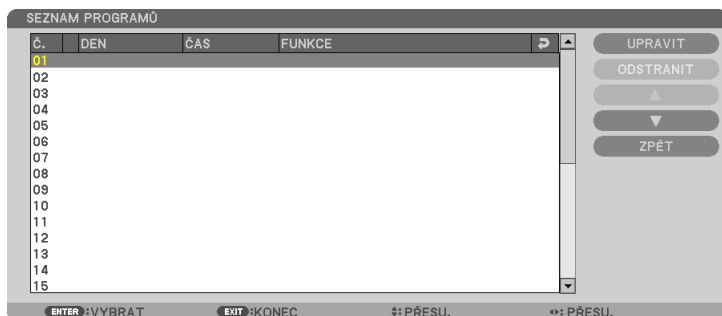 SEZNAM PROGRAMŮ
Č. DEN ČAS FUNKCE
01
02
03
04
05
06
07
08
09
10
11
12
13
14
15
UPRAVIT
ODSTRANIT
▲
▼
ZPĚT
ENTER :VYBRAT EXIT :KONEC :PŘESU. :PŘESU.